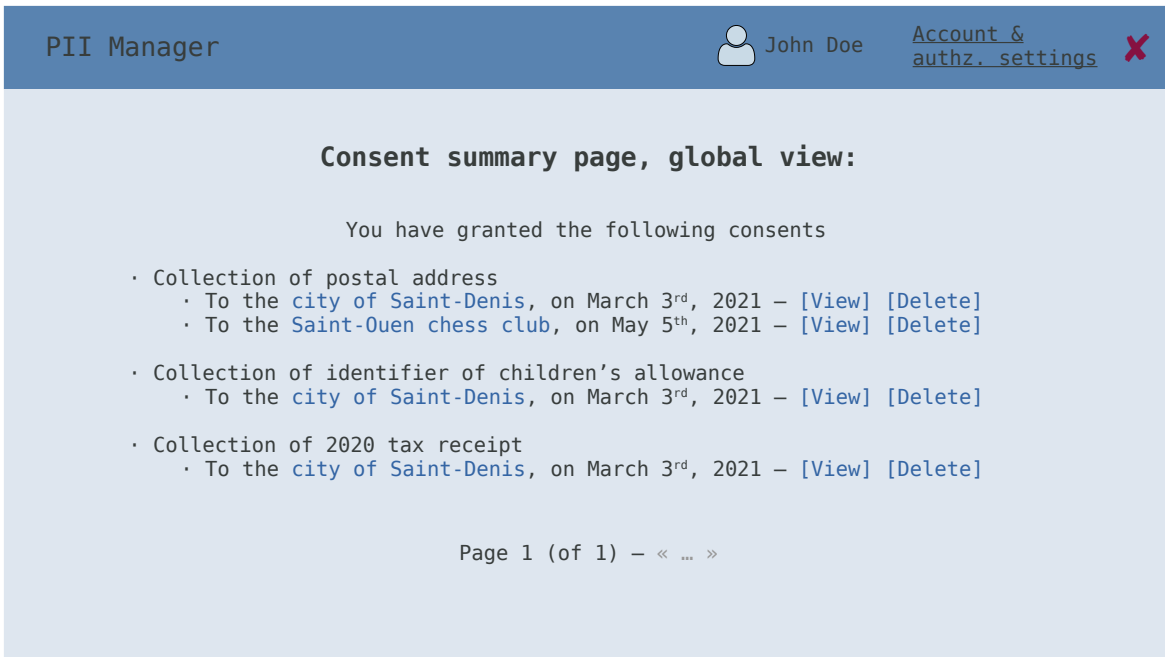 PII Manager
John Doe
Account &
authz. settings
✘
Consent summary page, global view:
You have granted the following consents
· Collection of postal address
· To the city of Saint-Denis, on March 3rd, 2021 – [View] [Delete]
· To the Saint-Ouen chess club, on May 5th, 2021 – [View] [Delete]
· Collection of identifier of children’s allowance
· To the city of Saint-Denis, on March 3rd, 2021 – [View] [Delete]
· Collection of 2020 tax receipt
· To the city of Saint-Denis, on March 3rd, 2021 – [View] [Delete]
Page 1 (of 1) – « … »